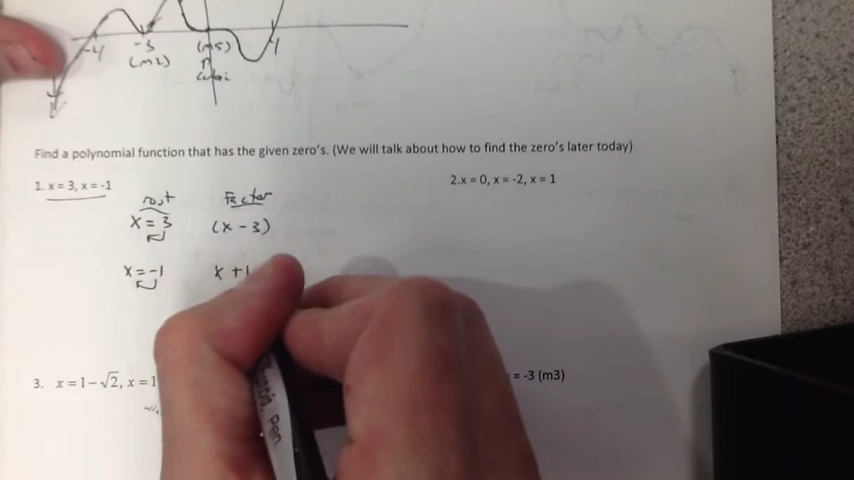 -4 -3 (m5) 1
(m2)
Find a polynomial function that has the given zero's. (We will talk about how to find the zero's later today)
1. x = 3, x = -1
2.x = 0, x = -2, x = 1
root Factor
x = 3 (x - 3)
x = -1 x + 1
3. x = 1 - √2, x = 1
= -3 (m3)
Pen